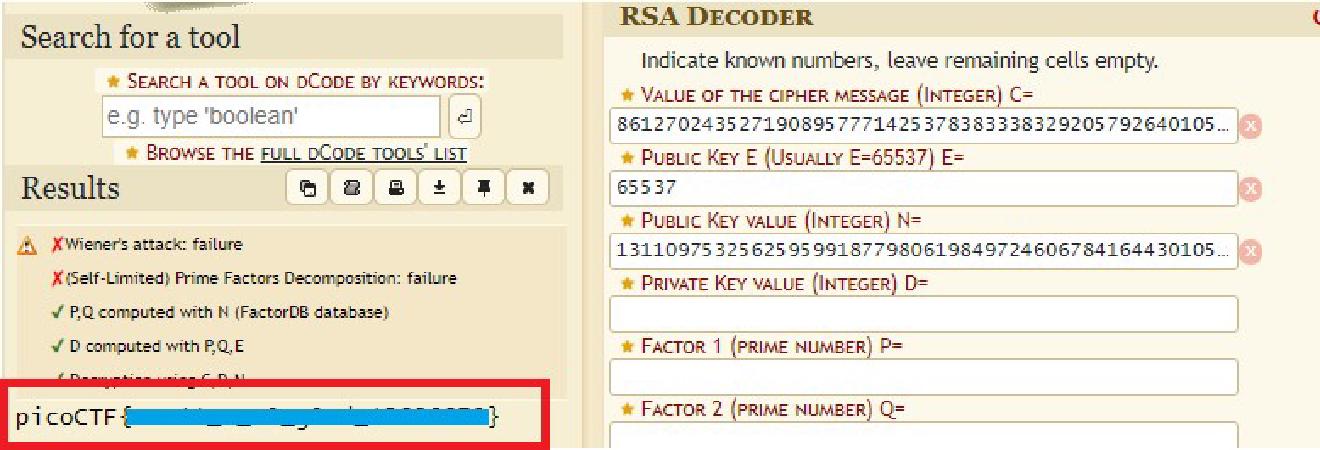 Search for a tool
SEARCH A TOOL ON DCODE BY KEYWORDS:
e.g. type 'boolean'
BROWSE THE FULL DCODE TOOLS' LIST
Results
Wiener's attack: failure
(Self-Limited) Prime Factors Decomposition: failure
P,Q computed with N (FactorDB database)
D computed with P,Q,E
picoCTF{
}
RSA DECODER
Indicate known numbers, leave remaining cells empty.
VALUE OF THE CIPHER MESSAGE (INTEGER) C=
8612702435271908957771425378383338329205792640105...
PUBLIC KEY E (USUALLY E=65537) E=
65537
PUBLIC KEY VALUE (INTEGER) N=
1311097532562595991877980619849724606784164430105...
PRIVATE KEY VALUE (INTEGER) D=
FACTOR 1 (PRIME NUMBER) P=
FACTOR 2 (PRIME NUMBER) Q=